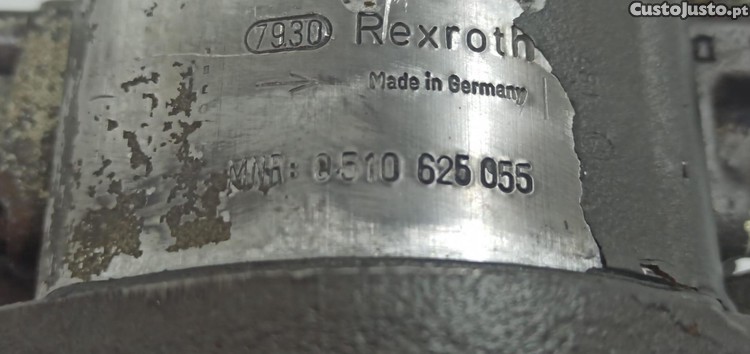 CustoJusto.pt
7930 Rexroth
Made in Germany
MNR: 0 510 625 055